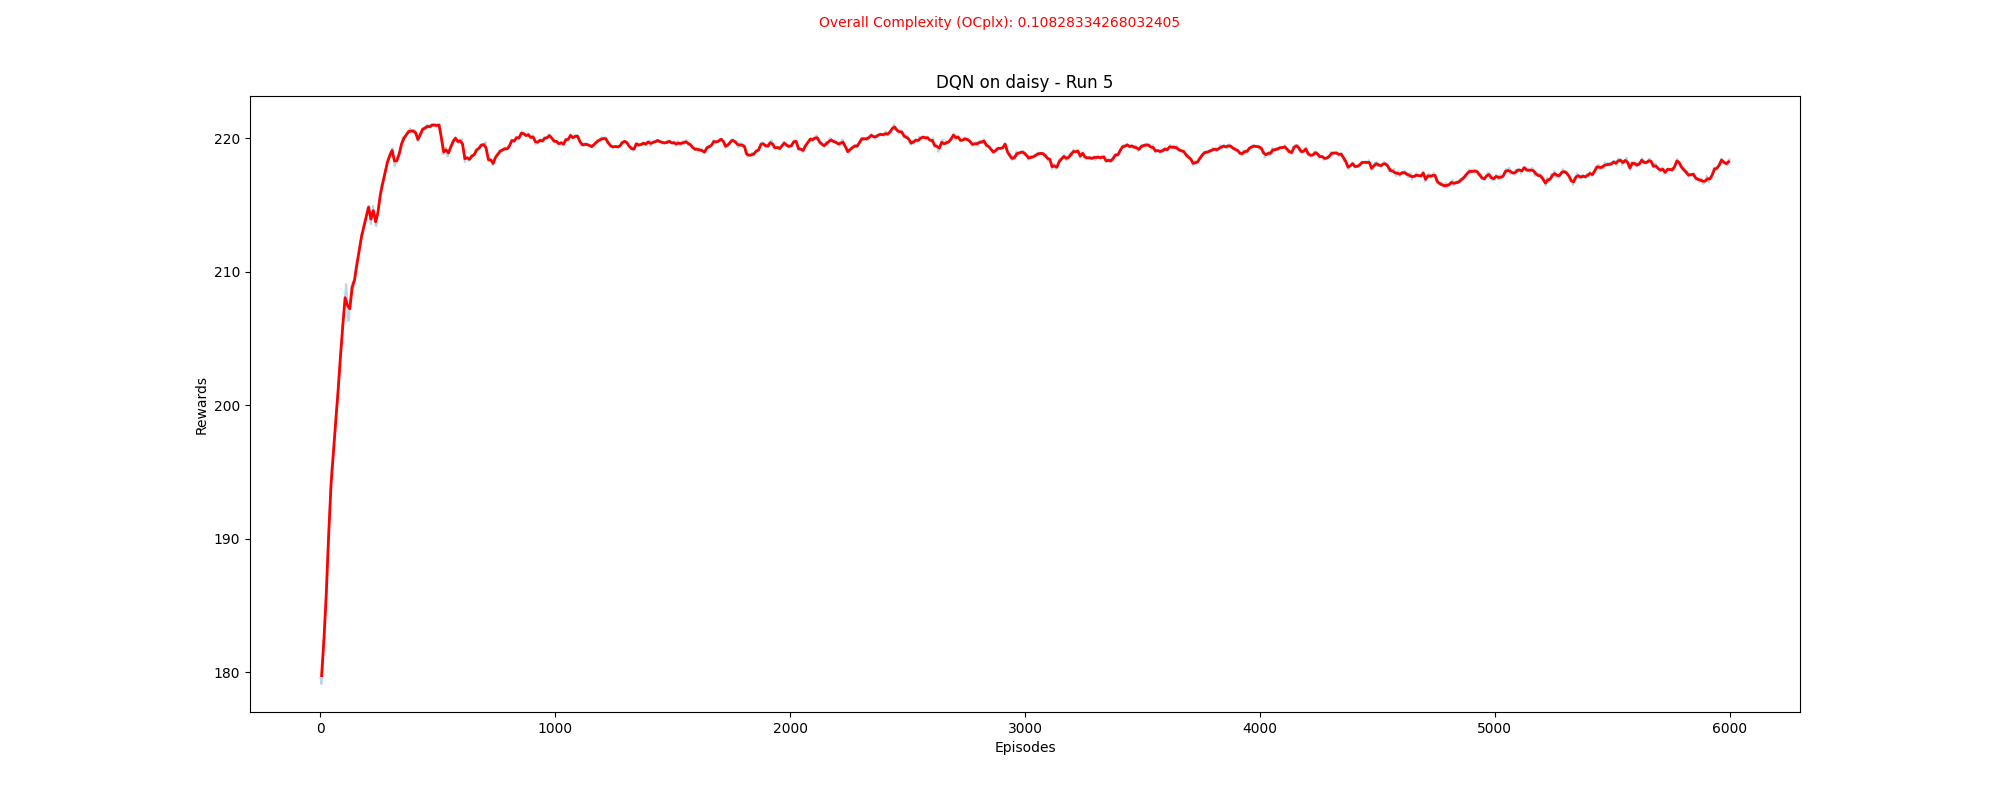 Overall Complexity (OCplx): 0.10828334268032405
DQN on daisy - Run 5
220
210
200
190
180
Rewards
0 1000 2000 3000 4000 5000 6000
Episodes